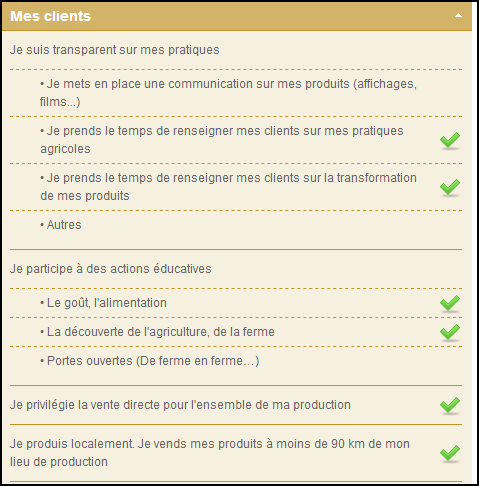 Mes clients
Je suis transparent sur mes pratiques
• Je mets en place une communication sur mes produits (affichages,
films...)
• Je prends le temps de renseigner mes clients sur mes pratiques
agricoles
• Je prends le temps de renseigner mes clients sur la transformation
de mes produits
• Autres
Je participe à des actions éducatives
• Le goût, l'alimentation
• La découverte de l'agriculture, de la ferme
• Portes ouvertes (De ferme en ferme...)
Je privilégie la vente directe pour l'ensemble de ma production
Je produis localement. Je vends mes produits à moins de 90 km de mon
lieu de production